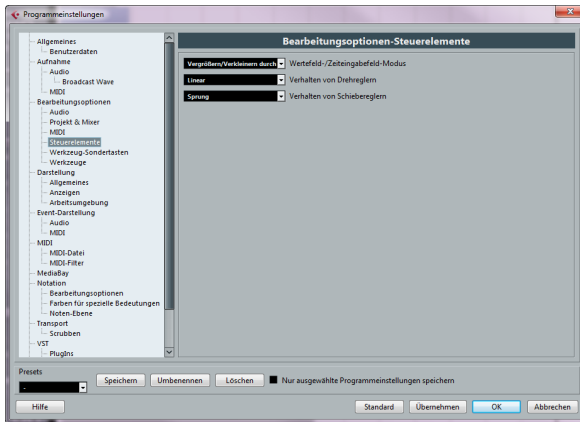 Programmeinstellungen
Allgemeines
Benutzerdaten
Aufnahme
Audio
Broadcast Wave
MIDI
Bearbeitungsoptionen
Audio
Projekt & Mixer
MIDI
Steuerelemente
Werkzeug-Sondertasten
Werkzeuge
Darstellung
Allgemeines
Anzeigen
Arbeitsumgebung
Event-Darstellung
Audio
MIDI
MIDI
MIDI-Datei
MIDI-Filter
MediaBay
Notation
Bearbeitungsoptionen
Farben für spezielle Bedeutungen
Noten-Ebene
Transport
Scrubben
VST
PlugIns
Bearbeitungsoptionen-Steuerelemente
Vergrößern/Verkleinern durch Wertefeld-/Zeiteingabefeld-Modus
Linear Verhalten von Drehreglern
Sprung Verhalten von Schiebereglern
Presets
-
Speichern Umbenennen Löschen Nur ausgewählte Programmeinstellungen speichern
Hilfe Standard Übernehmen OK Abbrechen